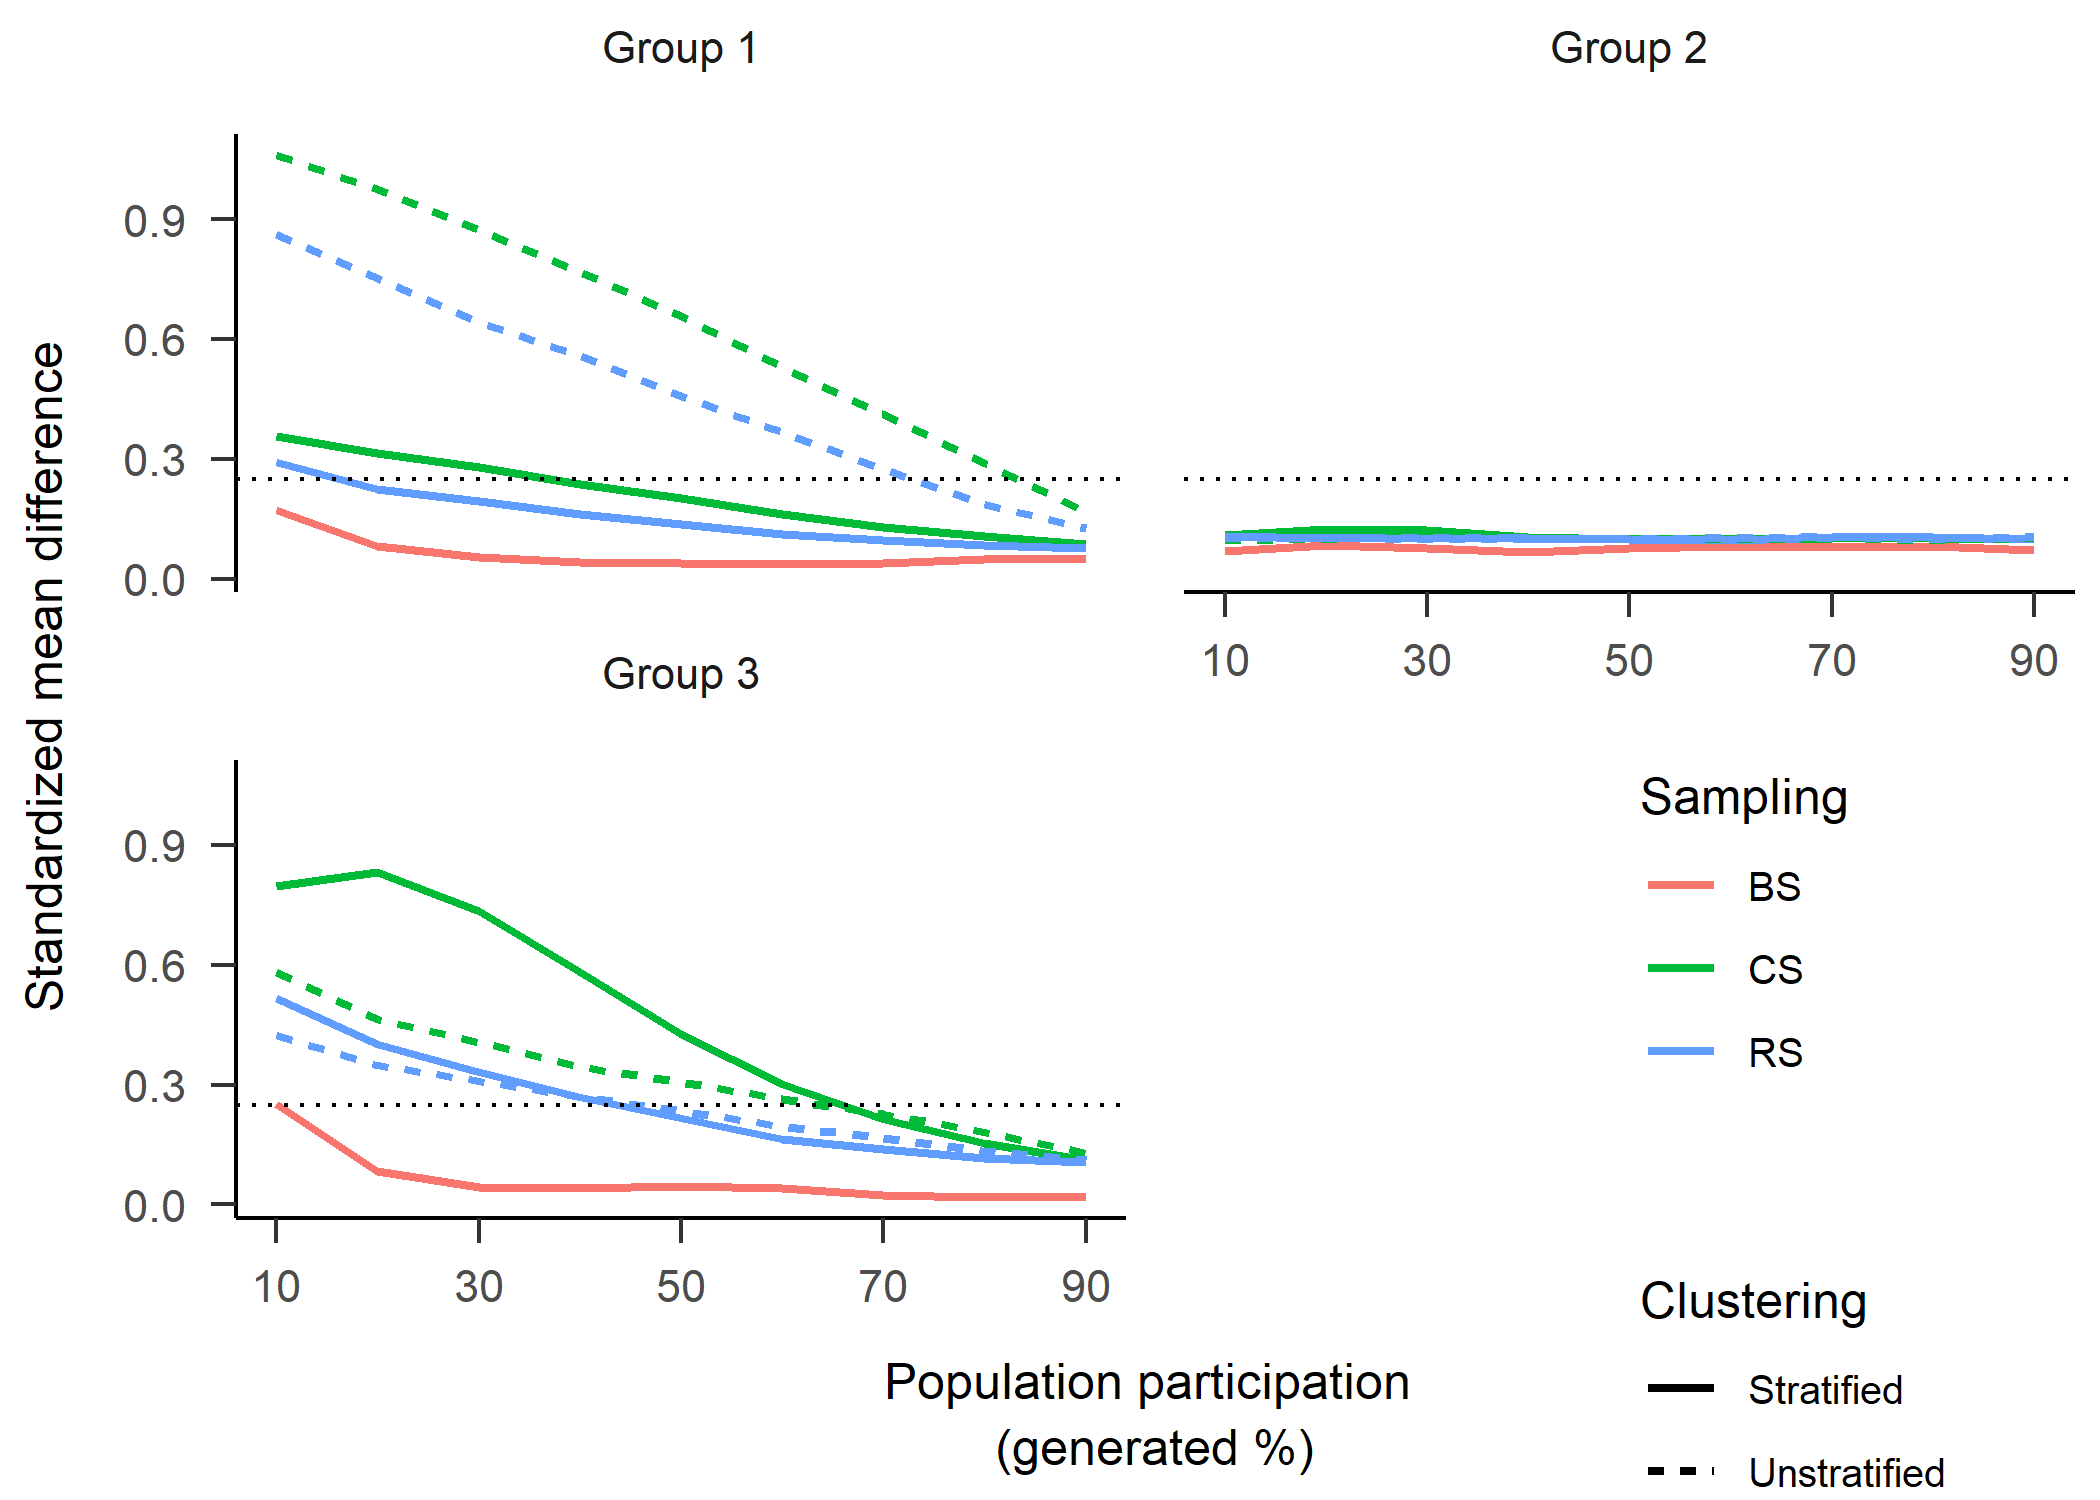 Group 1
Group 2
0.9
0.6
0.3
0.0
10 30 50 70 90
Group 3
0.9
0.6
0.3
0.0
10 30 50 70 90
Standardized mean difference
Population participation
(generated %)
Sampling
BS
CS
RS
Clustering
Stratified
Unstratified